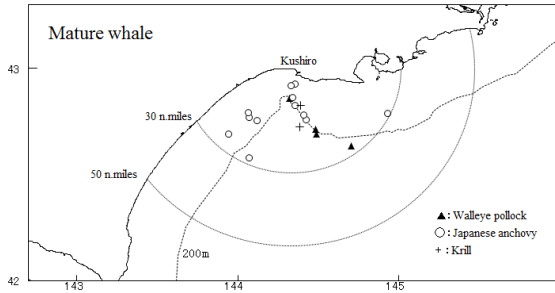 Mature whale
Kushiro
43
30 n.miles
50 n.miles
▲ : Walleye pollock
○ : Japanese anchovy
+ : Krill
200m
42
143
144
145